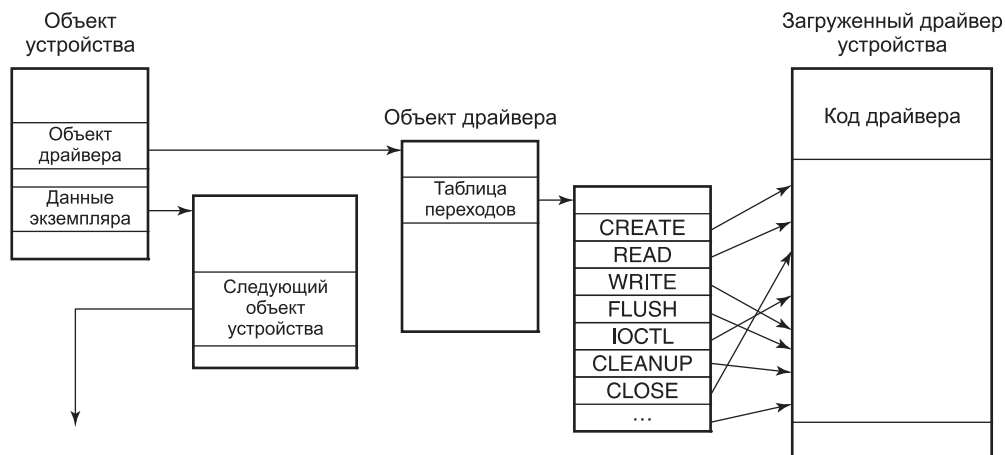 Объект
устройства
Объект
драйвера
Данные
экземпляра
Следующий
объект
устройства
Объект драйвера
Таблица
переходов
CREATE
READ
WRITE
FLUSH
IOCTL
CLEANUP
CLOSE
...
Загруженный драйвер
устройства
Код драйвера